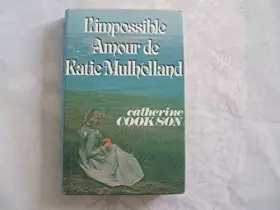 L'impossible
Amour de
Katie Mulholland
catherine
COOKSON